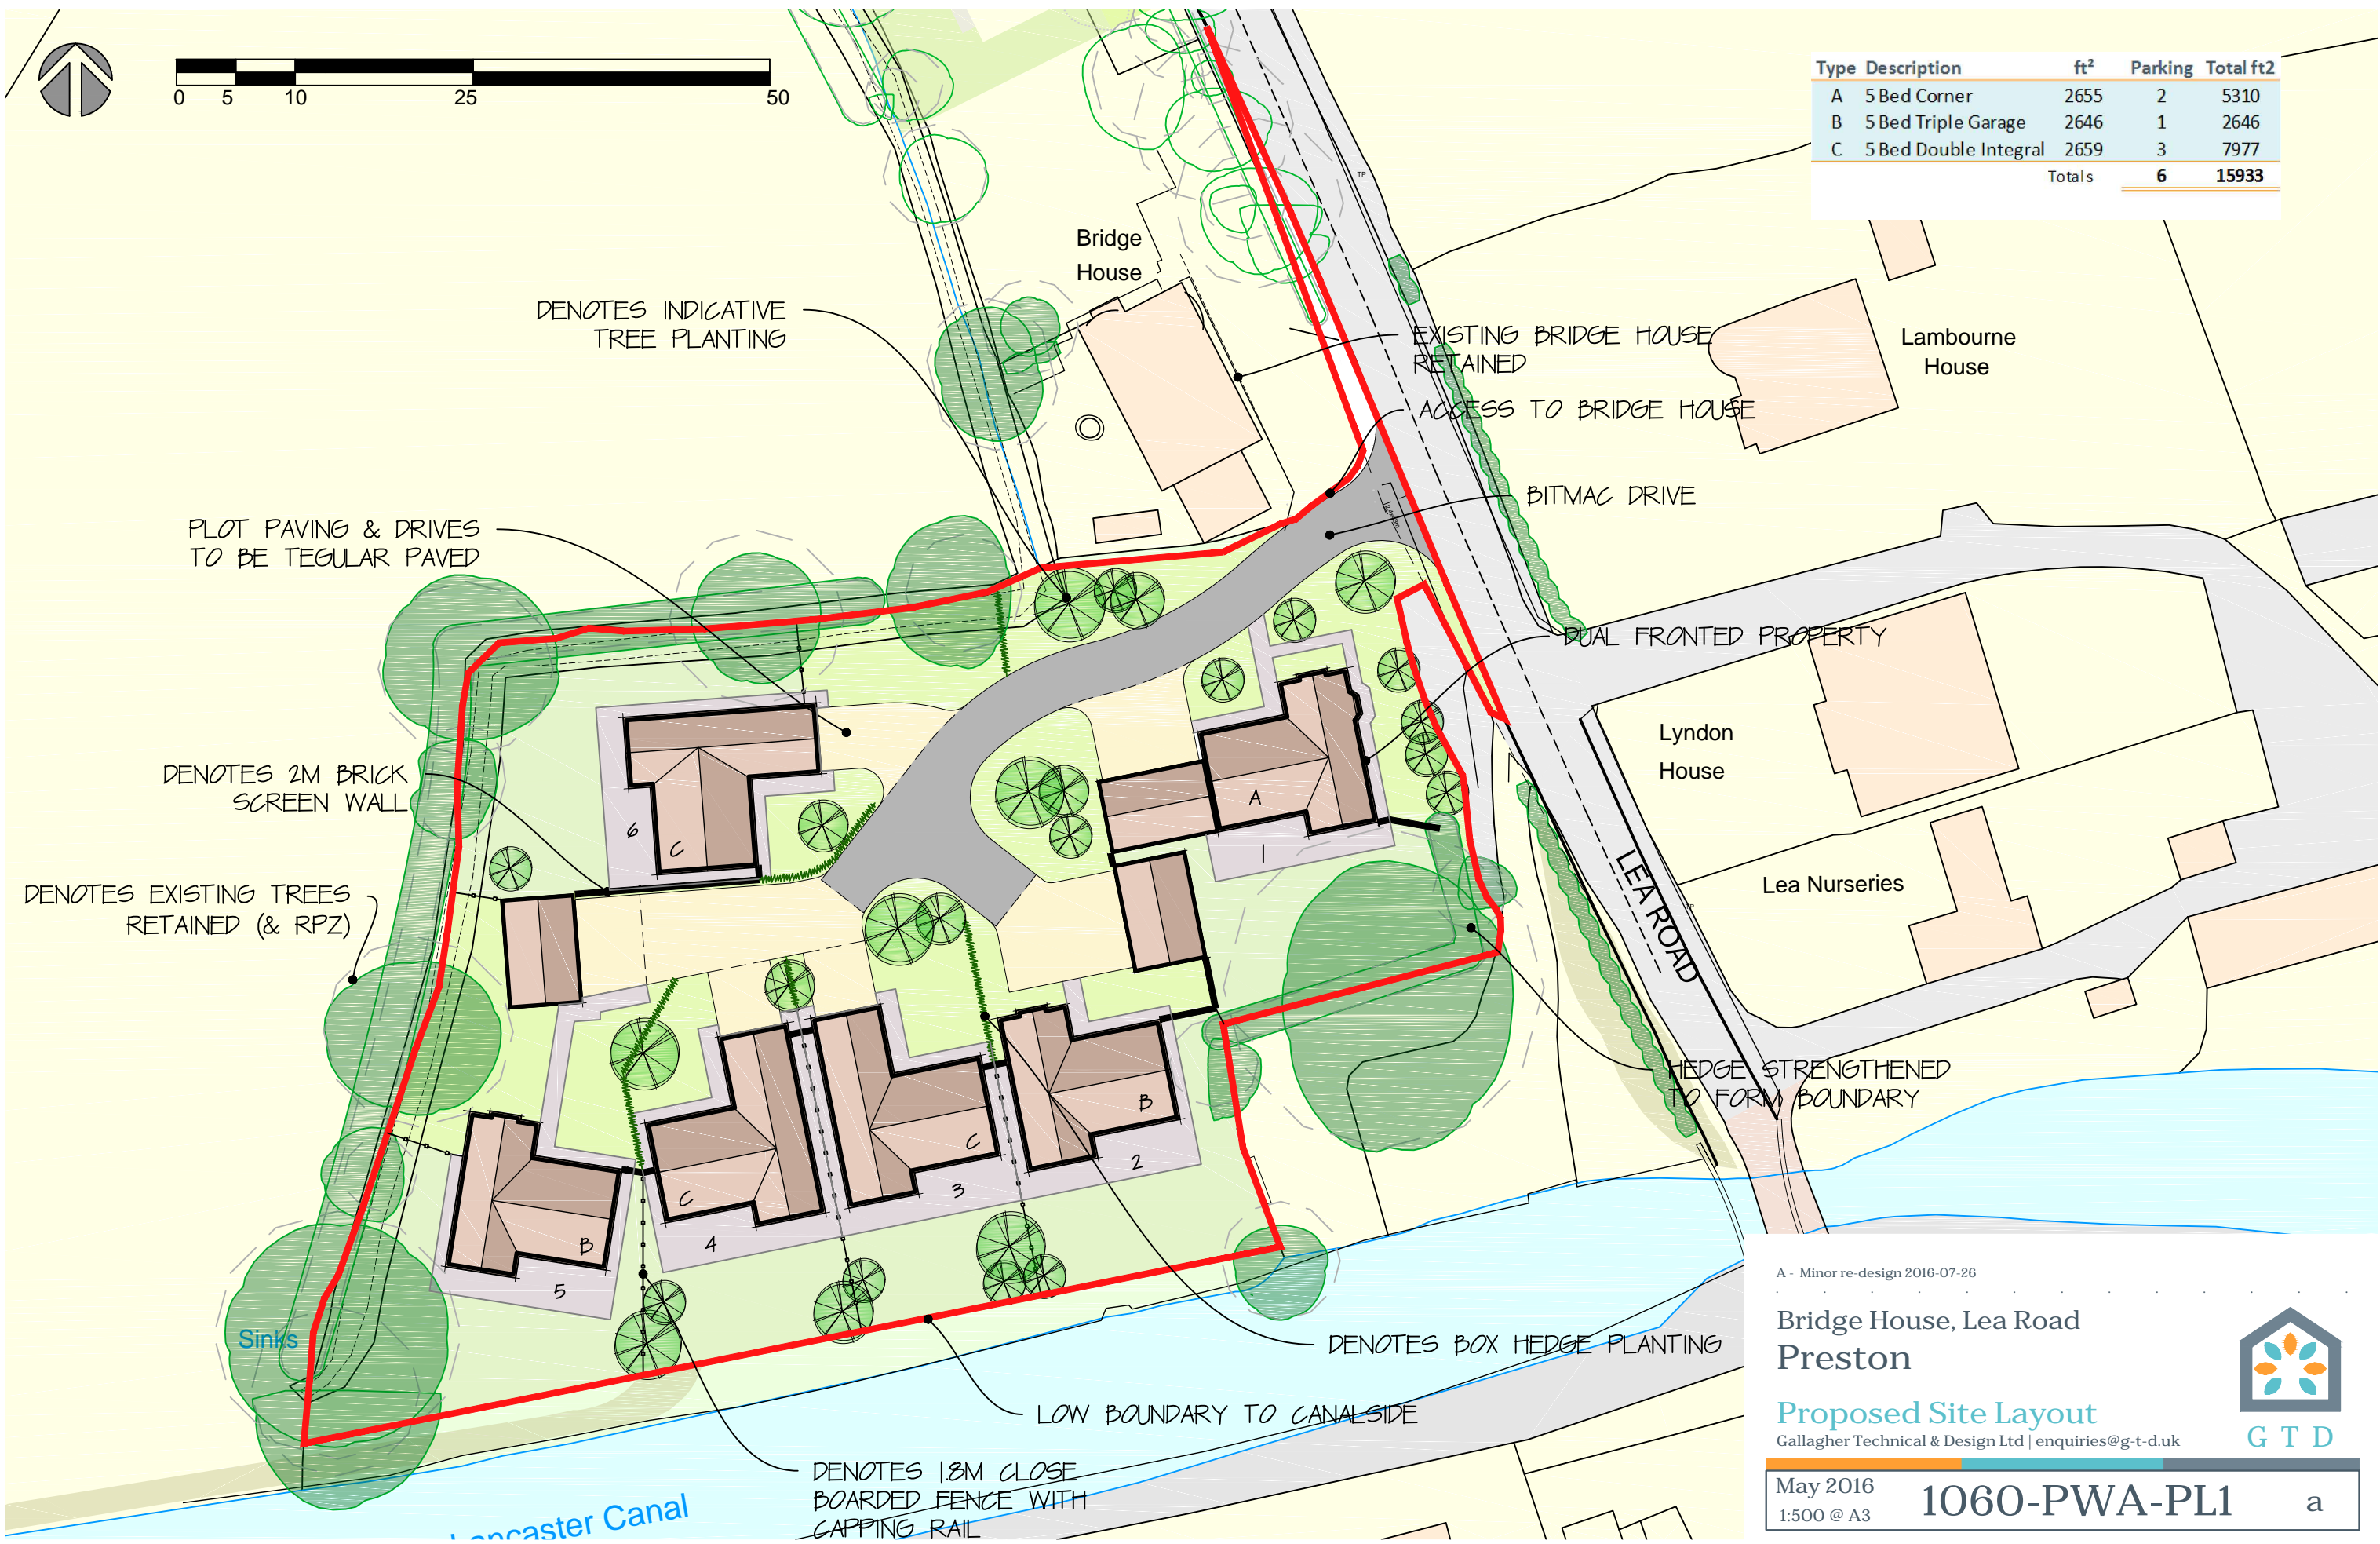 0 5 10 25 50
Type Description ft² Parking Total ft2
A 5 Bed Corner 2655 2 5310
B 5 Bed Triple Garage 2646 1 2646
C 5 Bed Double Integral 2659 3 7977
Totals 6 15933
TP
Bridge
House
DENOTES INDICATIVE
TREE PLANTING
EXISTING BRIDGE HOUSE
RETAINED
Lambourne
House
ACCESS TO BRIDGE HOUSE
BITMAC DRIVE
PLOT PAVING & DRIVES
TO BE TEGULAR PAVED
DUAL FRONTED PROPERTY
Lyndon
House
DENOTES 2M BRICK
SCREEN WALL
6
C
A
1
LEA ROAD
Lea Nurseries
TP
DENOTES EXISTING TREES
RETAINED (& RPZ)
HEDGE STRENGTHENED
TO FORM BOUNDARY
B
2
C
3
C
4
B
5
Sinks
DENOTES BOX HEDGE PLANTING
LOW BOUNDARY TO CANALSIDE
DENOTES 1.8M CLOSE
BOARDED FENCE WITH
CAPPING RAIL
Lancaster Canal
A - Minor re-design 2016-07-26
Bridge House, Lea Road
Preston
Proposed Site Layout
Gallagher Technical & Design Ltd | enquiries@g-t-d.uk
GTD
May 2016
1:500 @ A3
1060-PWA-PL1
a